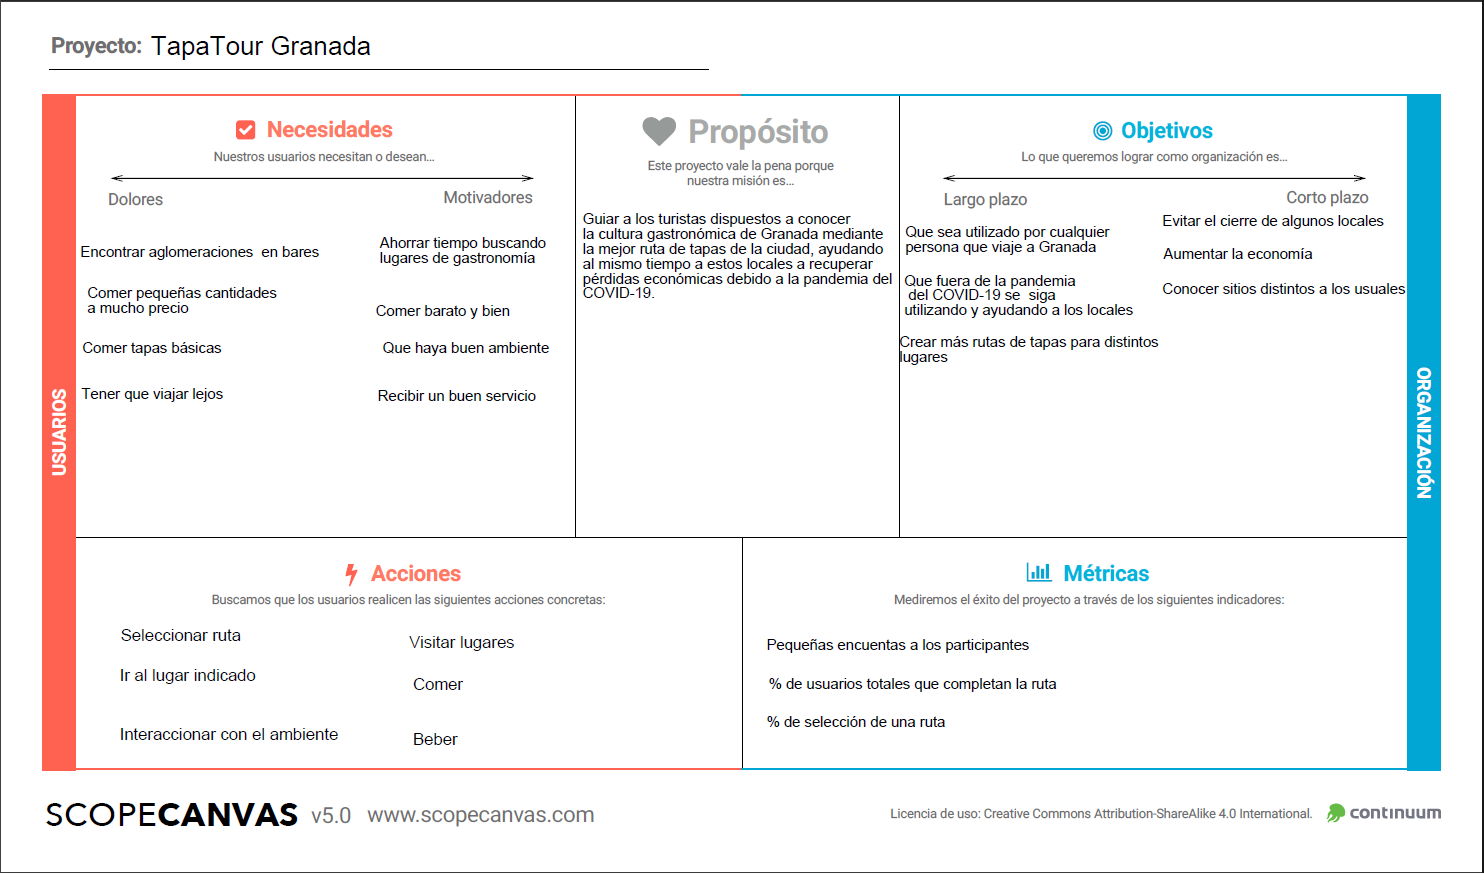 Proyecto: TapaTour Granada
USUARIOS
Necesidades
Nuestros usuarios necesitan o desean...
Dolores
Motivadores
Encontrar aglomeraciones en bares
Comer pequeñas cantidades
a mucho precio
Comer tapas básicas
Tener que viajar lejos
Ahorrar tiempo buscando
lugares de gastronomía
Comer barato y bien
Que haya buen ambiente
Recibir un buen servicio
Propósito
Este proyecto vale la pena porque
nuestra misión es...
Guiar a los turistas dispuestos a conocer
la cultura gastronómica de Granada mediante
la mejor ruta de tapas de la ciudad, ayudando
al mismo tiempo a estos locales a recuperar
pérdidas económicas debido a la pandemia del
COVID-19.
Objetivos
Lo que queremos lograr como organización es...
Largo plazo
Corto plazo
Que sea utilizado por cualquier
persona que viaje a Granada
Que fuera de la pandemia
del COVID-19 se siga
utilizando y ayudando a los locales
Crear más rutas de tapas para distintos
lugares
Evitar el cierre de algunos locales
Aumentar la economía
Conocer sitios distintos a los usuales
ORGANIZACIÓN
Acciones
Buscamos que los usuarios realicen las siguientes acciones concretas:
Seleccionar ruta
Ir al lugar indicado
Interaccionar con el ambiente
Visitar lugares
Comer
Beber
Métricas
Mediremos el éxito del proyecto a través de los siguientes indicadores:
Pequeñas encuentas a los participantes
% de usuarios totales que completan la ruta
% de selección de una ruta
SCOPECANVAS v5.0 www.scopecanvas.com
Licencia de uso: Creative Commons Attribution-ShareAlike 4.0 International.
continuum